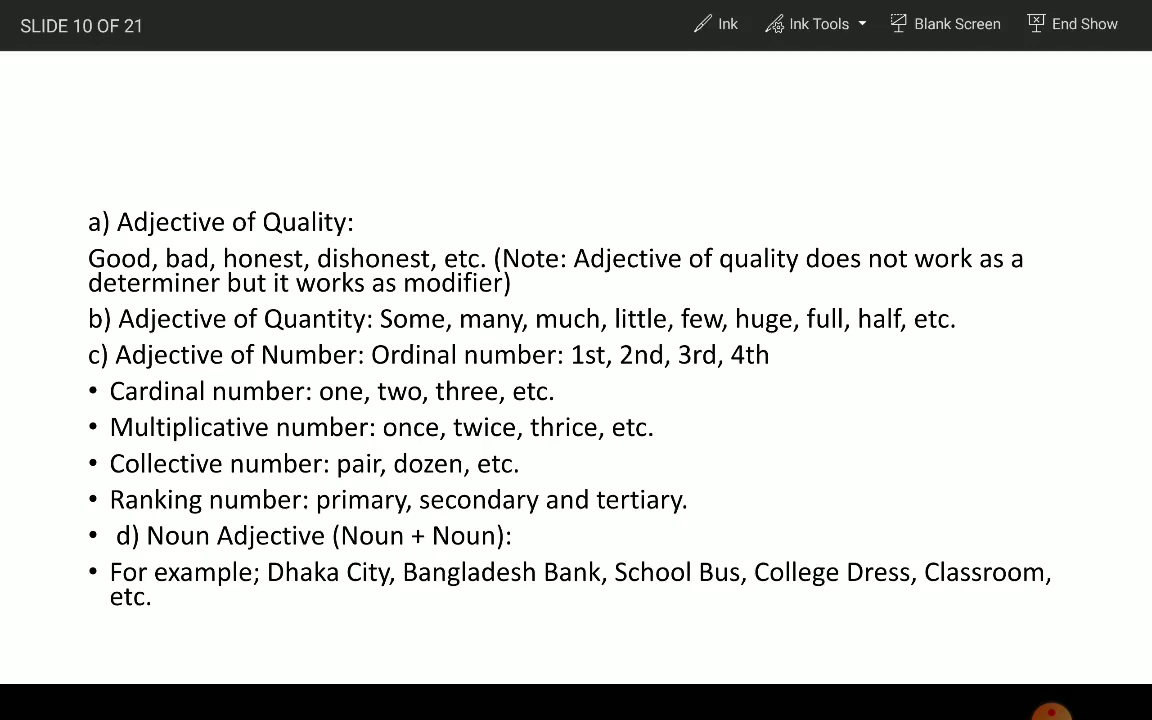 SLIDE 10 OF 21
Ink
Ink Tools
Blank Screen
End Show
a) Adjective of Quality:
Good, bad, honest, dishonest, etc. (Note: Adjective of quality does not work as a
determiner but it works as modifier)
b) Adjective of Quantity: Some, many, much, little, few, huge, full, half, etc.
c) Adjective of Number: Ordinal number: 1st, 2nd, 3rd, 4th
• Cardinal number: one, two, three, etc.
• Multiplicative number: once, twice, thrice, etc.
• Collective number: pair, dozen, etc.
• Ranking number: primary, secondary and tertiary.
• d) Noun Adjective (Noun + Noun):
• For example; Dhaka City, Bangladesh Bank, School Bus, College Dress, Classroom,
etc.